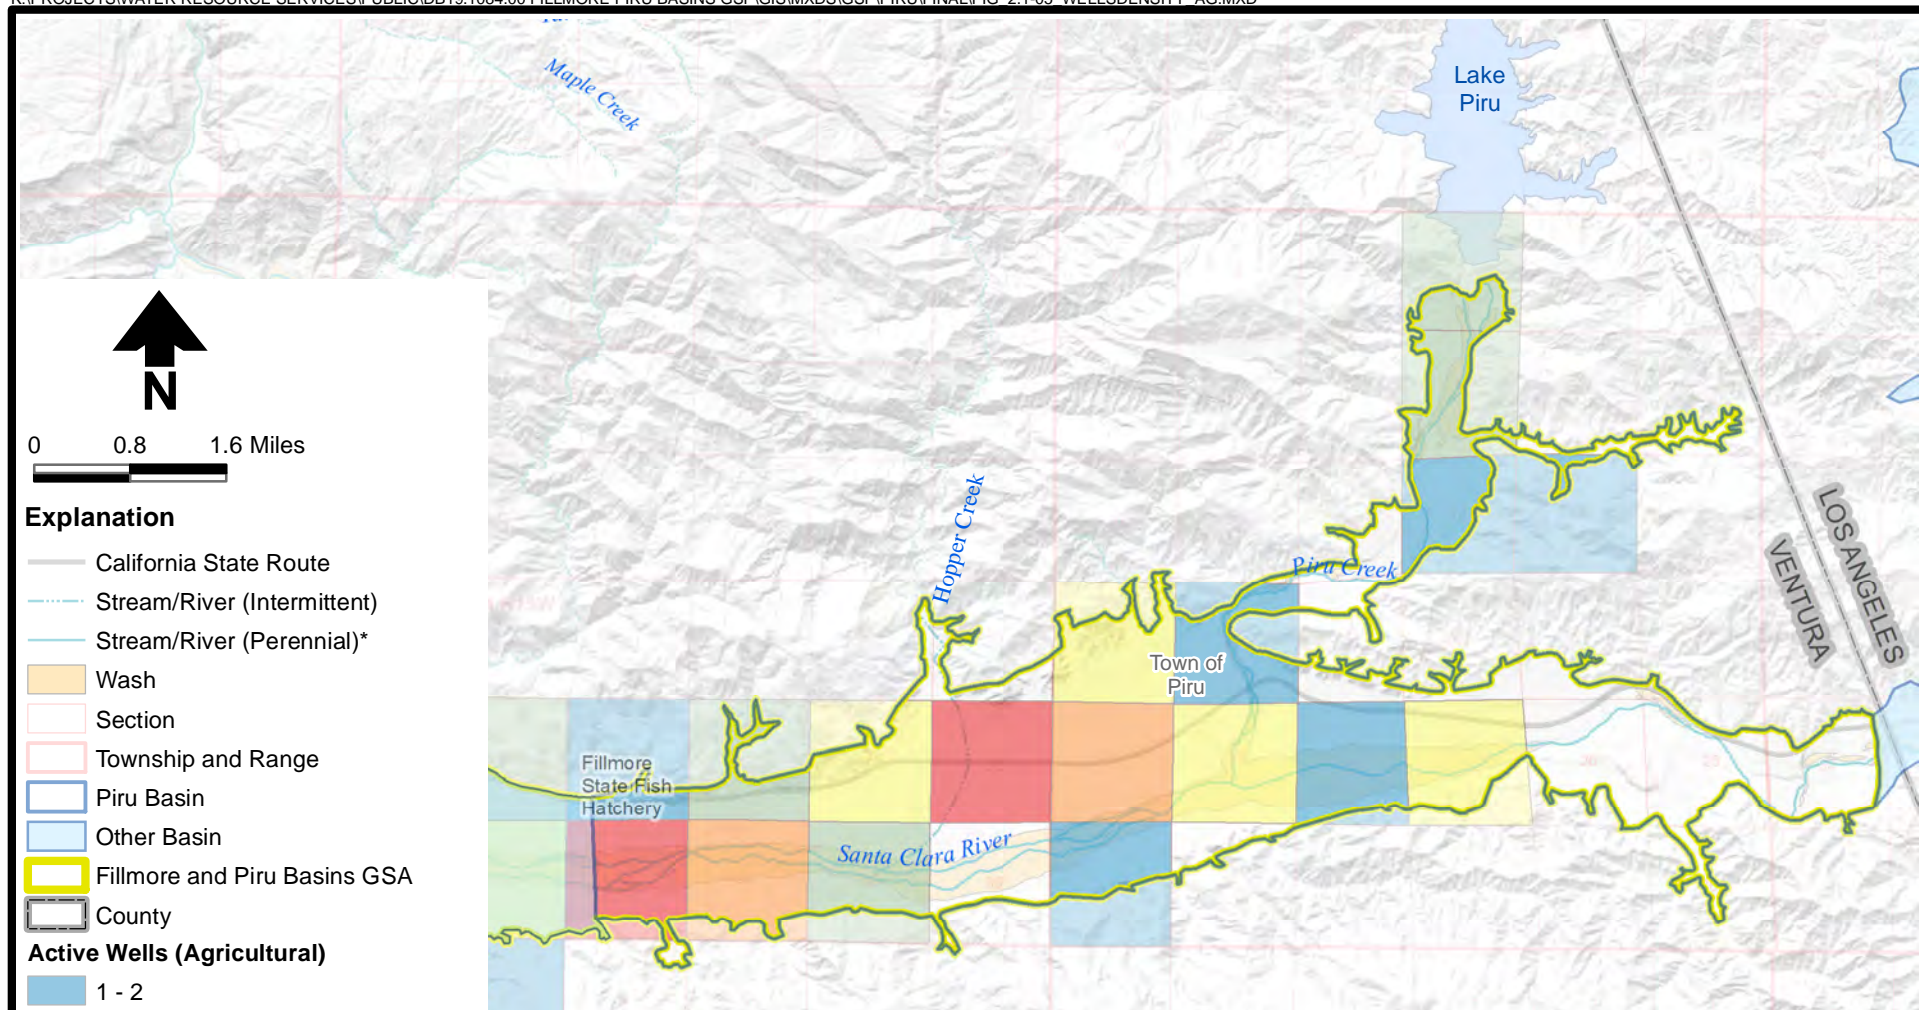 Maple Creek
Lake
Piru
N
0 0.8 1.6 Miles
Explanation
California State Route
Stream/River (Intermittent)
Stream/River (Perennial)*
Wash
Section
Township and Range
Piru Basin
Other Basin
Fillmore and Piru Basins GSA
County
Active Wells (Agricultural)
1 - 2
Hopper Creek
Piru Creek
LOS ANGELES
VENTURA
Town of
Piru
Fillmore
State Fish
Hatchery
Santa Clara River